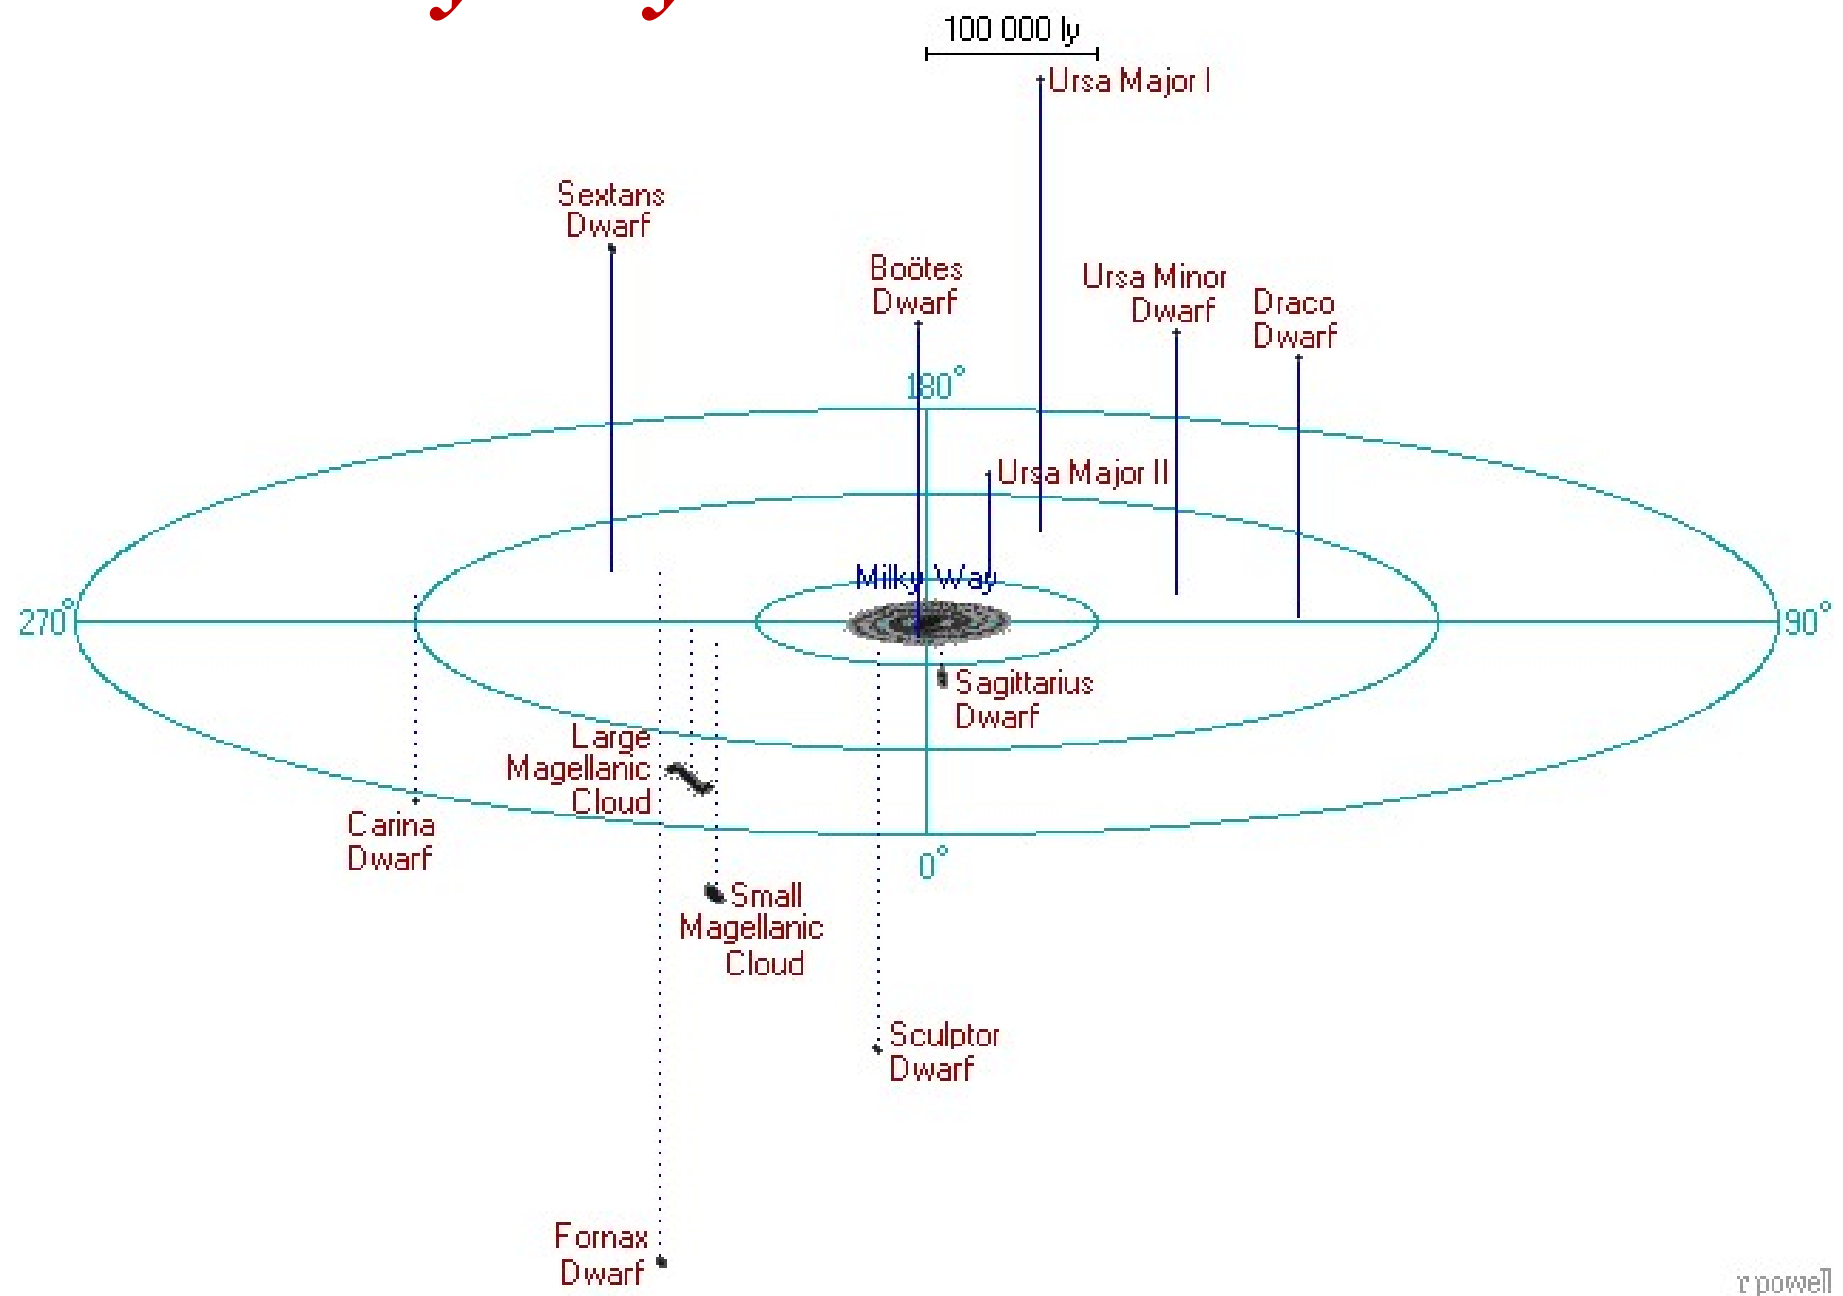 100 000 ly
Ursa Major I
Sextans
Dwarf
Boötes
Dwarf
Ursa Minor
Dwarf
Draco
Dwarf
180°
Ursa Major II
Milky Way
270°
90°
Sagittarius
Dwarf
Large
Magellanic
Cloud
Carina
Dwarf
0°
Small
Magellanic
Cloud
Sculptor
Dwarf
Fornax
Dwarf
r powell